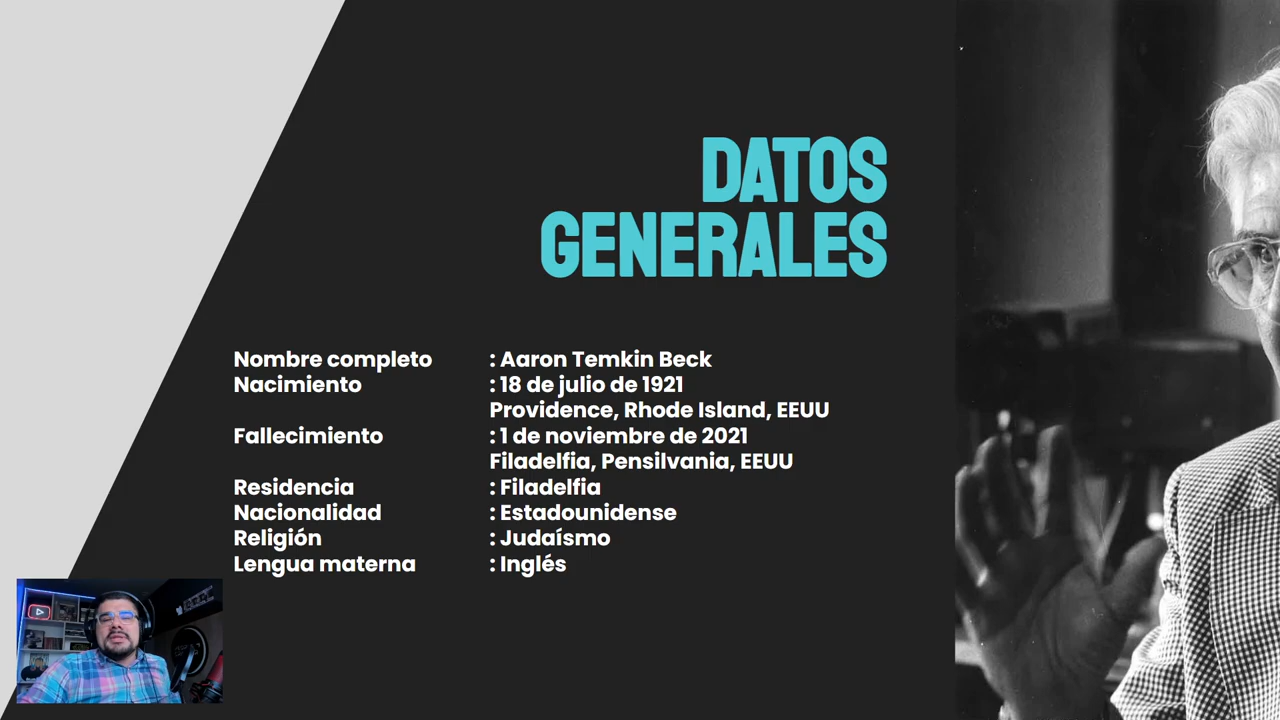 DATOS
GENERALES
Nombre completo : Aaron Temkin Beck
Nacimiento : 18 de julio de 1921
Providence, Rhode Island, EEUU
Fallecimiento : 1 de noviembre de 2021
Filadelfia, Pensilvania, EEUU
Residencia : Filadelfia
Nacionalidad : Estadounidense
Religión : Judaísmo
Lengua materna : Inglés